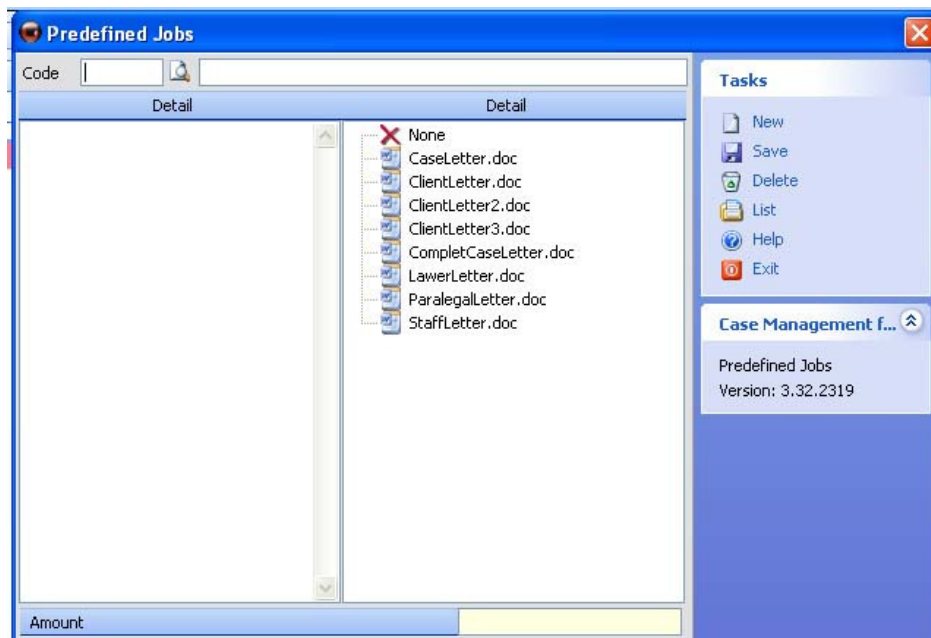 Predefined Jobs
Code
Detail
Detail
None
CaseLetter.doc
ClientLetter.doc
ClientLetter2.doc
ClientLetter3.doc
CompletCaseLetter.doc
LawerLetter.doc
ParalegalLetter.doc
StaffLetter.doc
Amount
Tasks
New
Save
Delete
List
Help
Exit
Case Management f...
Predefined Jobs
Version: 3.32.2319